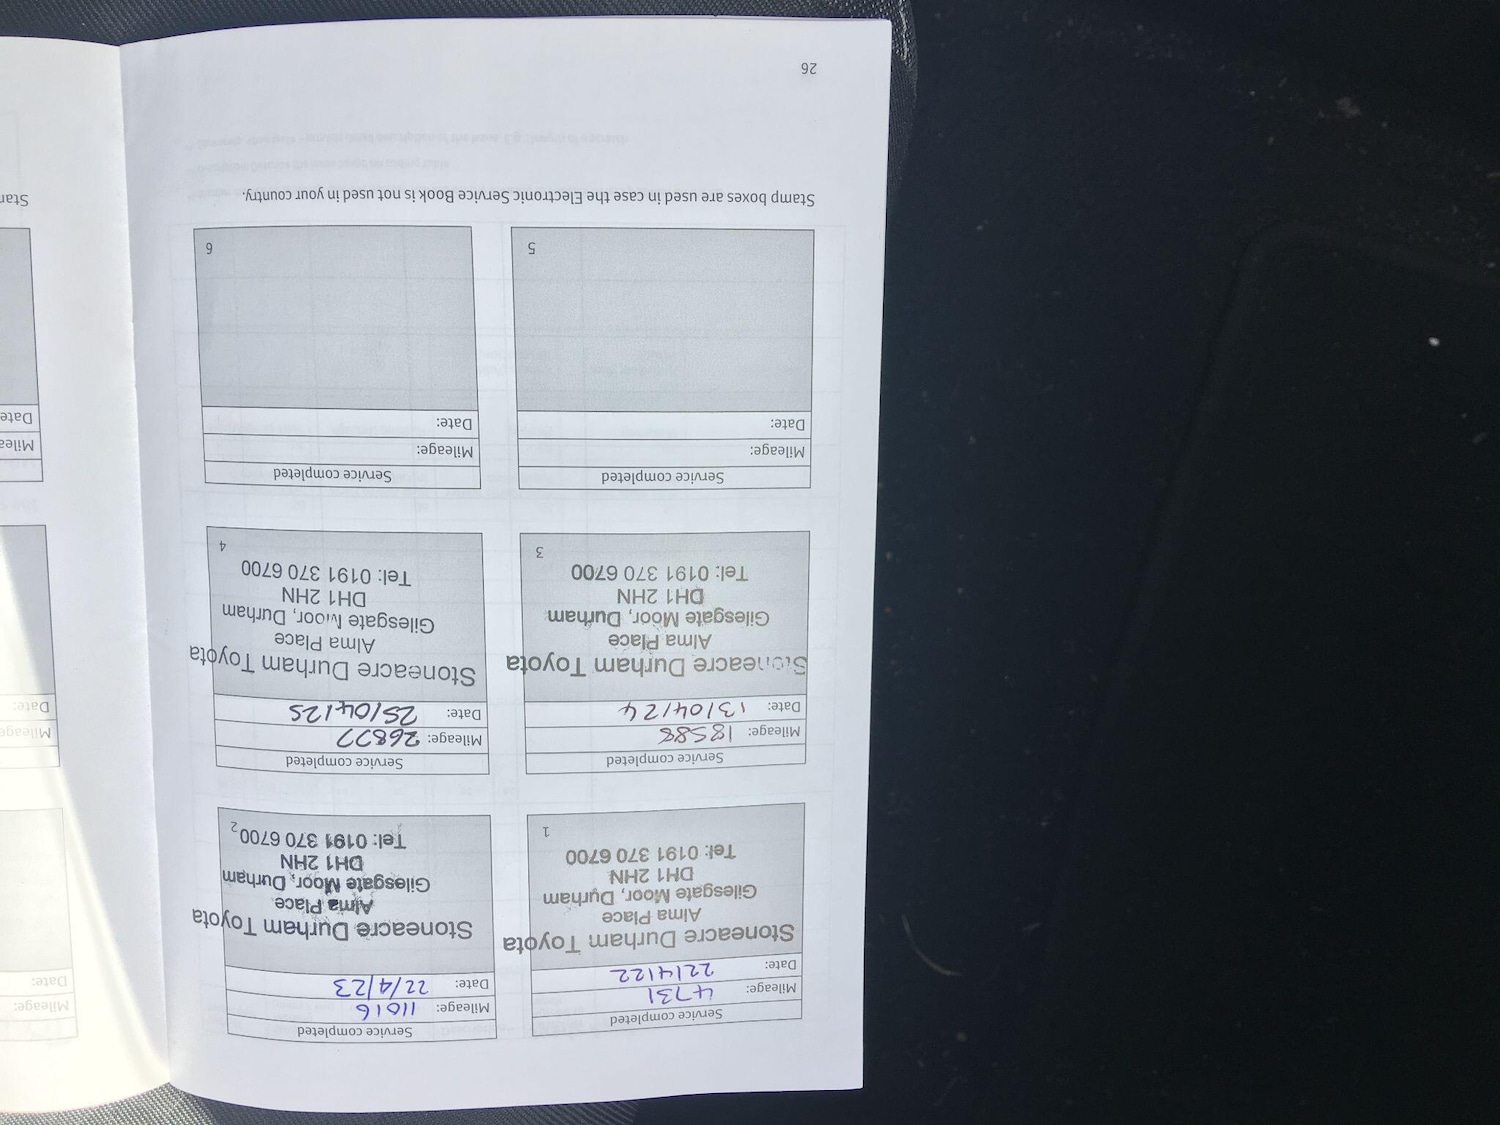 Service completed
Mileage: 4731
Date: 22/4/22
Stoneacre Durham Toyota
Alma Place
Gilesgate Moor, Durham
DH1 2HN
Tel: 0191 370 6700
1
Service completed
Mileage: 11016
Date: 22/4/23
Stoneacre Durham Toyota
Alma Place
Gilesgate Moor, Durham
DH1 2HN
Tel: 0191 370 6700
2
Service completed
Mileage: 18588
Date: 13/04/24
Stoneacre Durham Toyota
Alma Place
Gilesgate Moor, Durham
DH1 2HN
Tel: 0191 370 6700
3
Service completed
Mileage: 26877
Date: 25/04/25
Stoneacre Durham Toyota
Alma Place
Gilesgate Moor, Durham
DH1 2HN
Tel: 0191 370 6700
4
Service completed
Mileage:
Date:
5
Service completed
Mileage:
Date:
6
Stamp boxes are used in case the Electronic Service Book is not used in your country.
26
Mileage:
Date:
Mileage:
Date:
Date